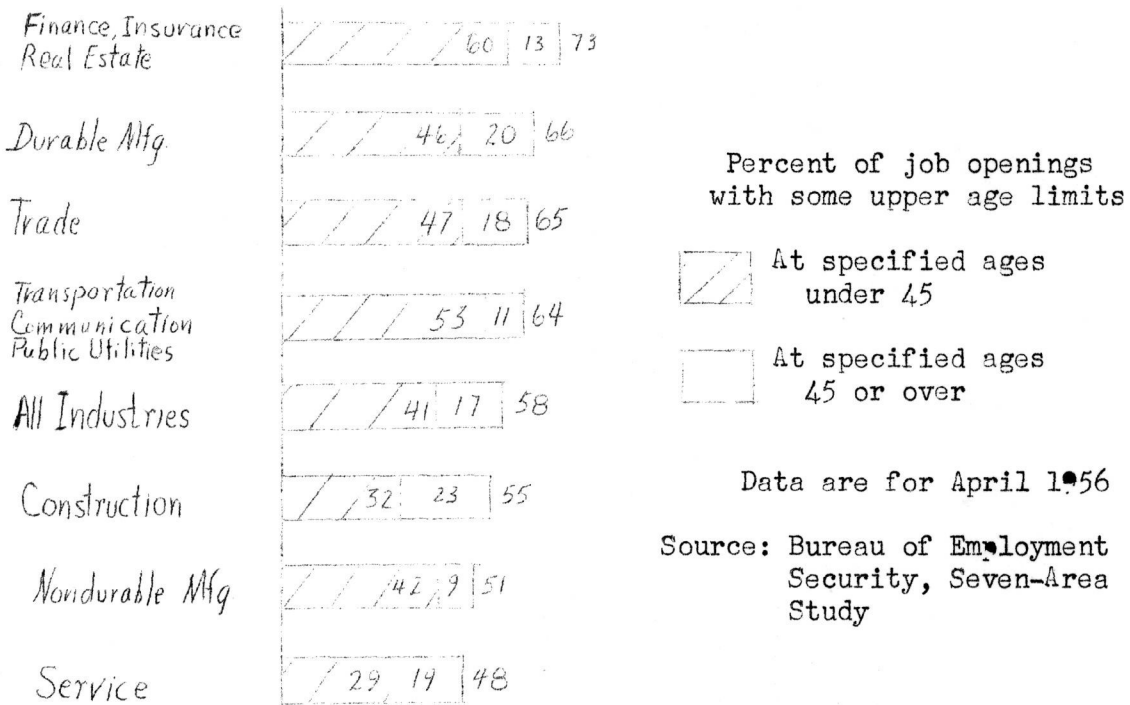 Finance, Insurance
Real Estate
60 13 73
Durable Mfg.
46 20 66
Trade
47 18 65
Transportation
Communication
Public Utilities
53 11 64
All Industries
41 17 58
Construction
32 23 55
Nondurable Mfg
42 9 51
Service
29 19 48
Percent of job openings
with some upper age limits
At specified ages
under 45
At specified ages
45 or over
Data are for April 1956
Source: Bureau of Employment
Security, Seven-Area
Study